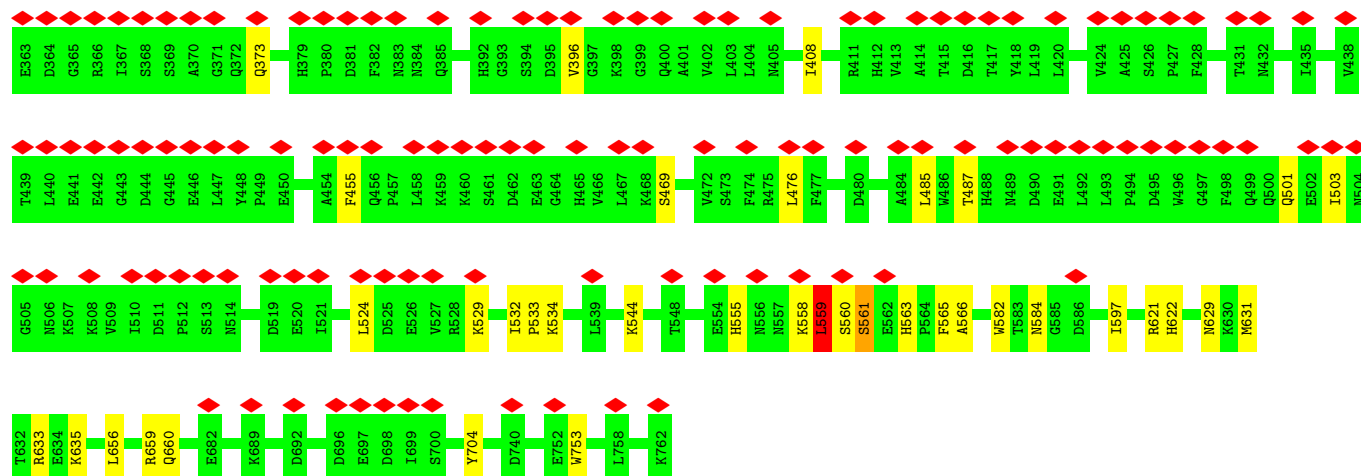 E363 D364 G365 R366 I367 S368 S369 A370 G371 Q372 Q373 H379 P380 D381 F382 N383 N384 Q385 H392 G393 S394 D395 V396 G397 K398 G399 Q400 A401 V402 L403 L404 N405 I408 R411 H412 V413 A414 T415 D416 T417 Y418 L419 L420 V424 A425 S426 P427 F428 T431 N432 I435 V438
T439 L440 E441 E442 G443 D444 G445 E446 L447 Y448 P449 E450 A454 F455 Q456 P457 L458 K459 K460 S461 D462 E463 G464 H465 V466 L467 K468 S469 V472 S473 F474 R475 L476 F477 D480 A484 L485 W486 T487 H488 N489 D490 E491 L492 L493 P494 D495 W496 G497 F498 Q499 Q500 Q501 E502 I503 N504
G505 N506 K507 K508 V509 I510 D511 P512 S513 N514 D519 E520 I521 L524 D525 E526 V527 R528 K529 I532 P533 K534 L539 K544 T548 E554 H555 N556 N557 K558 L559 S560 S561 E562 H563 P564 F565 A566 W582 T583 N584 G585 D586 I597 R621 H622 N629 K630 M631
T632 R633 E634 K635 L656 R659 Q660 E682 K689 D692 D696 E697 D698 I699 S700 Y704 D740 E752 W753 L758 K762